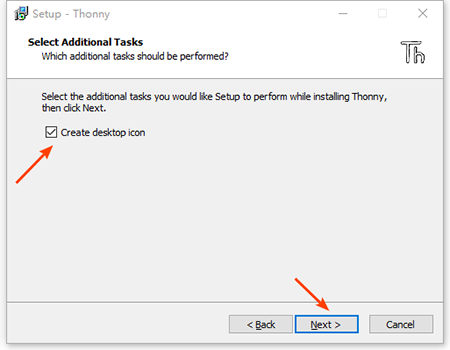 Setup - Thonny
Select Additional Tasks
Which additional tasks should be performed?
Th
Select the additional tasks you would like Setup to perform while installing Thonny,
then click Next.
Create desktop icon
< Back
Next >
Cancel